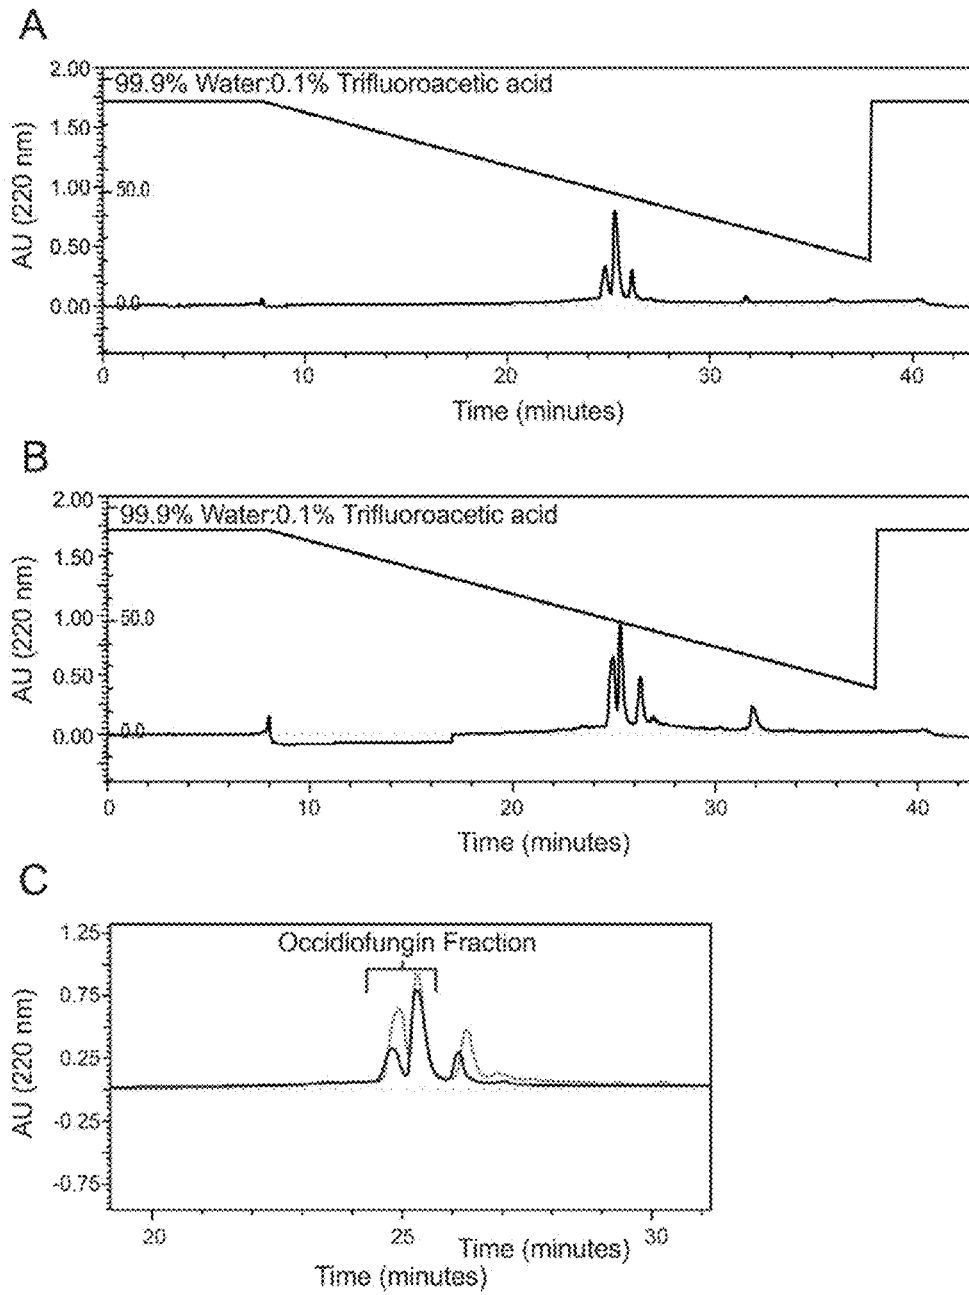 A
2.00
99.9% Water:0.1% Trifluoroacetic acid
1.50
1.00
50.0
0.50
0.00
0.0
AU (220 nm)
0 10 20 30 40
Time (minutes)
B
2.00
99.9% Water:0.1% Trifluoroacetic acid
1.50
1.00
50.0
0.50
0.00
0.0
AU (220 nm)
0 10 20 30 40
Time (minutes)
C
1.25
Occidiofungin Fraction
0.75
0.25
-0.25
-0.75
AU (220 nm)
20 25 30
Time (minutes)
Time (minutes)